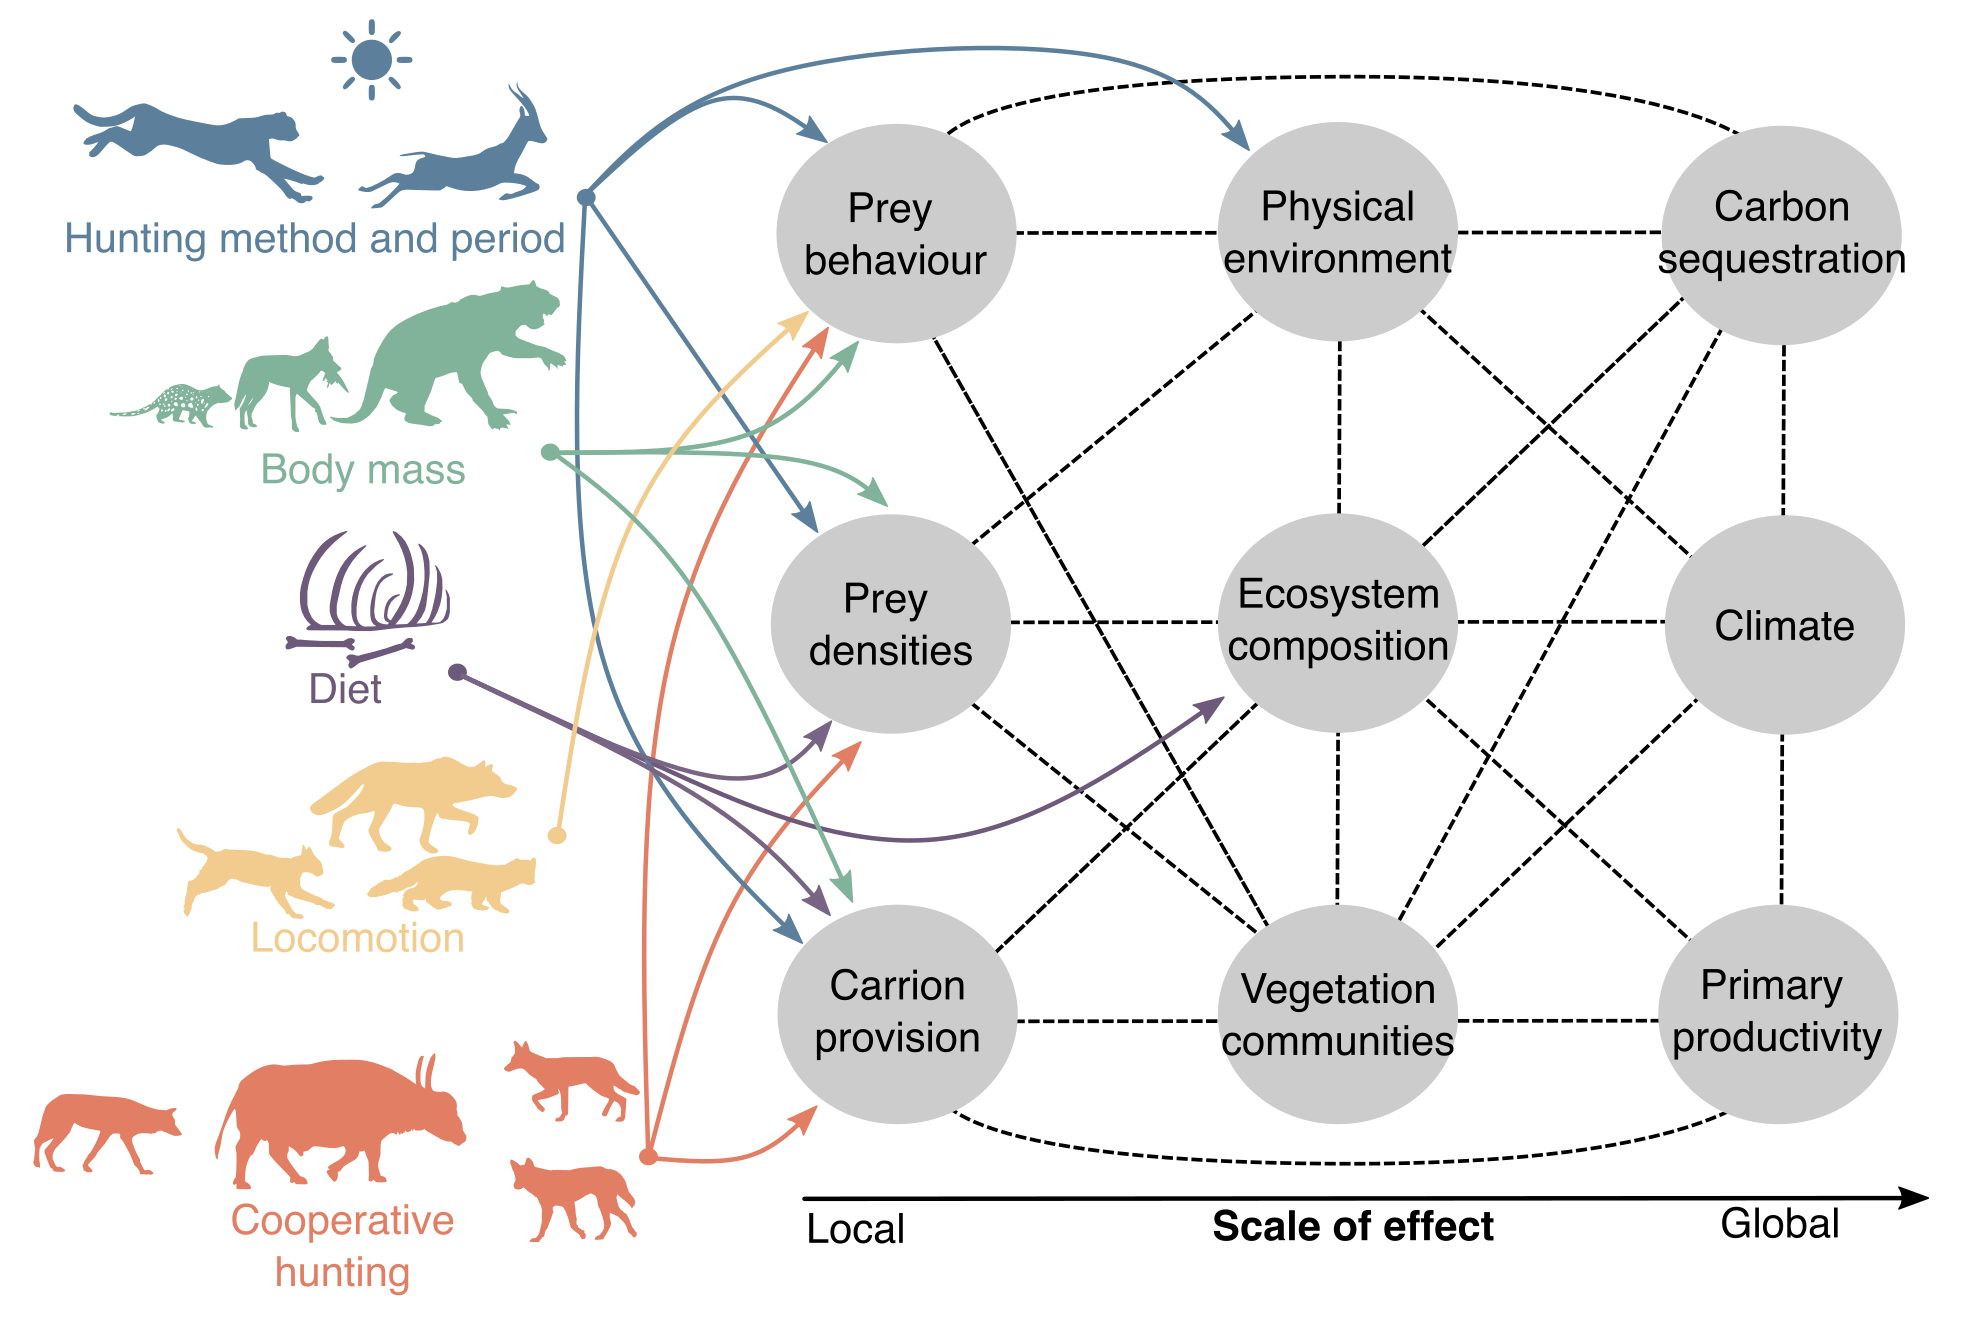 Hunting method and period
Body mass
Diet
Locomotion
Cooperative
hunting
Prey
behaviour
Physical
environment
Carbon
sequestration
Prey
densities
Ecosystem
composition
Climate
Carrion
provision
Vegetation
communities
Primary
productivity
Local
Scale of effect
Global